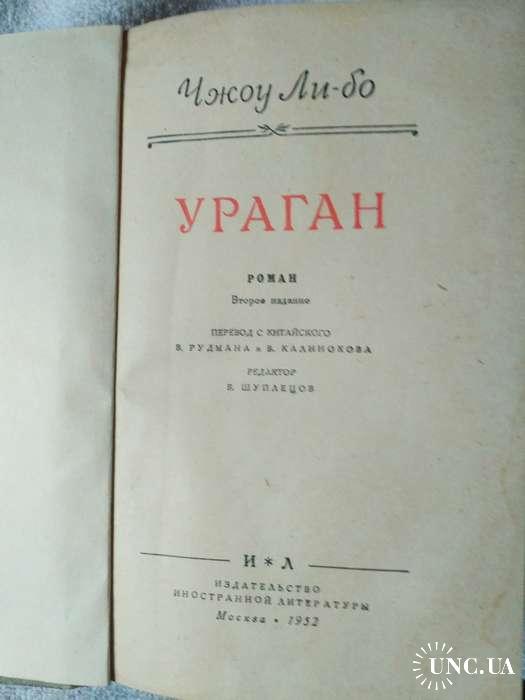 Чжоу Ли-бо
УРАГАН
РОМАН
Второе издание
ПЕРЕВОД С КИТАЙСКОГО
В. РУДМАНА и В. КАЛИНОКОВА
РЕДАКТОР
В. ШУПЛЕЦОВ
И * Л
ИЗДАТЕЛЬСТВО
ИНОСТРАННОЙ ЛИТЕРАТУРЫ
Москва • 1952
UNC.UA